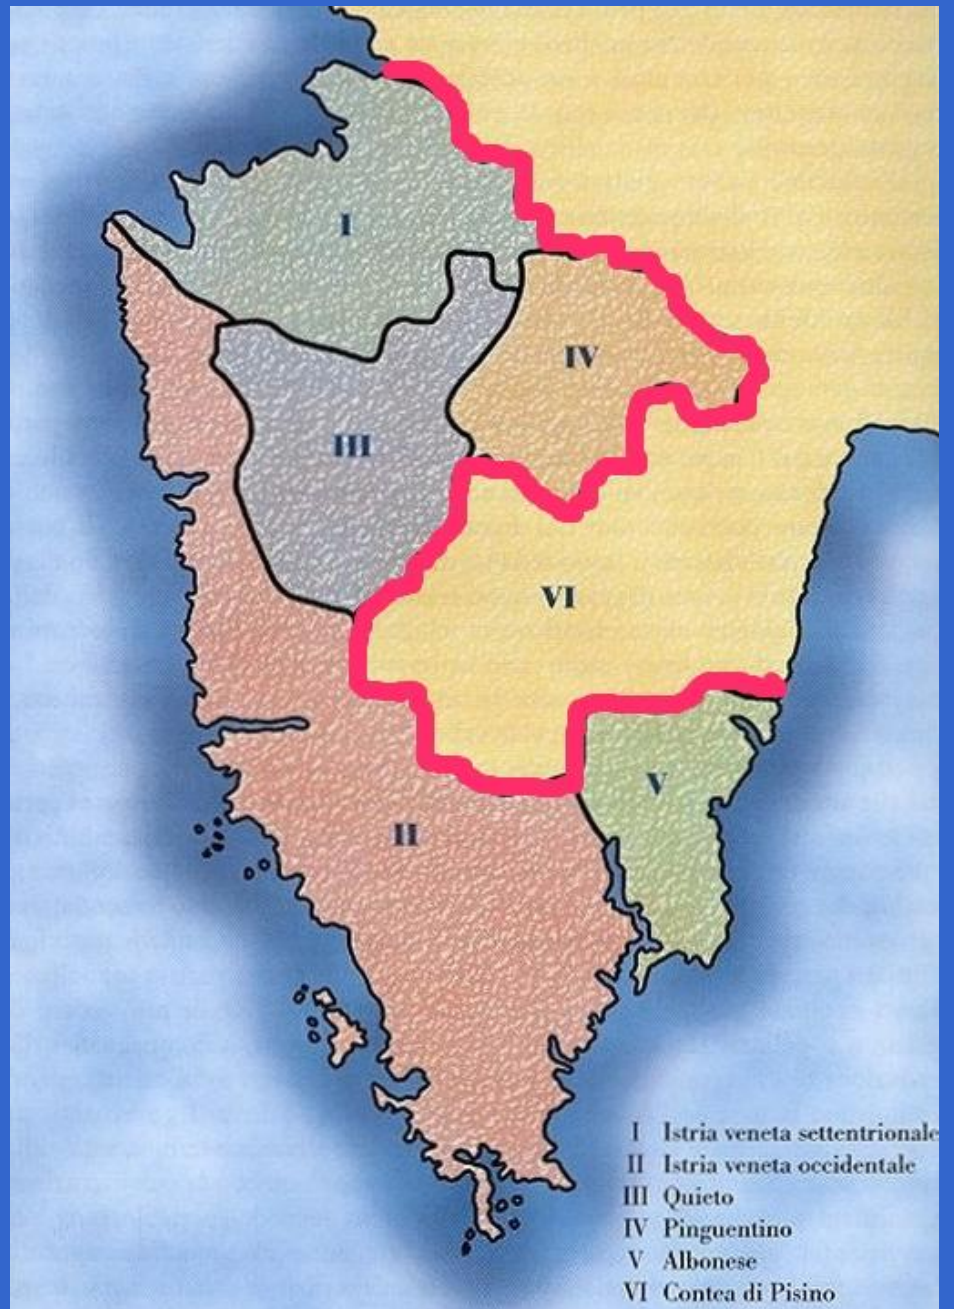 I
IV
III
VI
V
II
I Istria veneta settentrionale
II Istria veneta occidentale
III Quieto
IV Pinguentino
V Albonese
VI Contea di Pisino